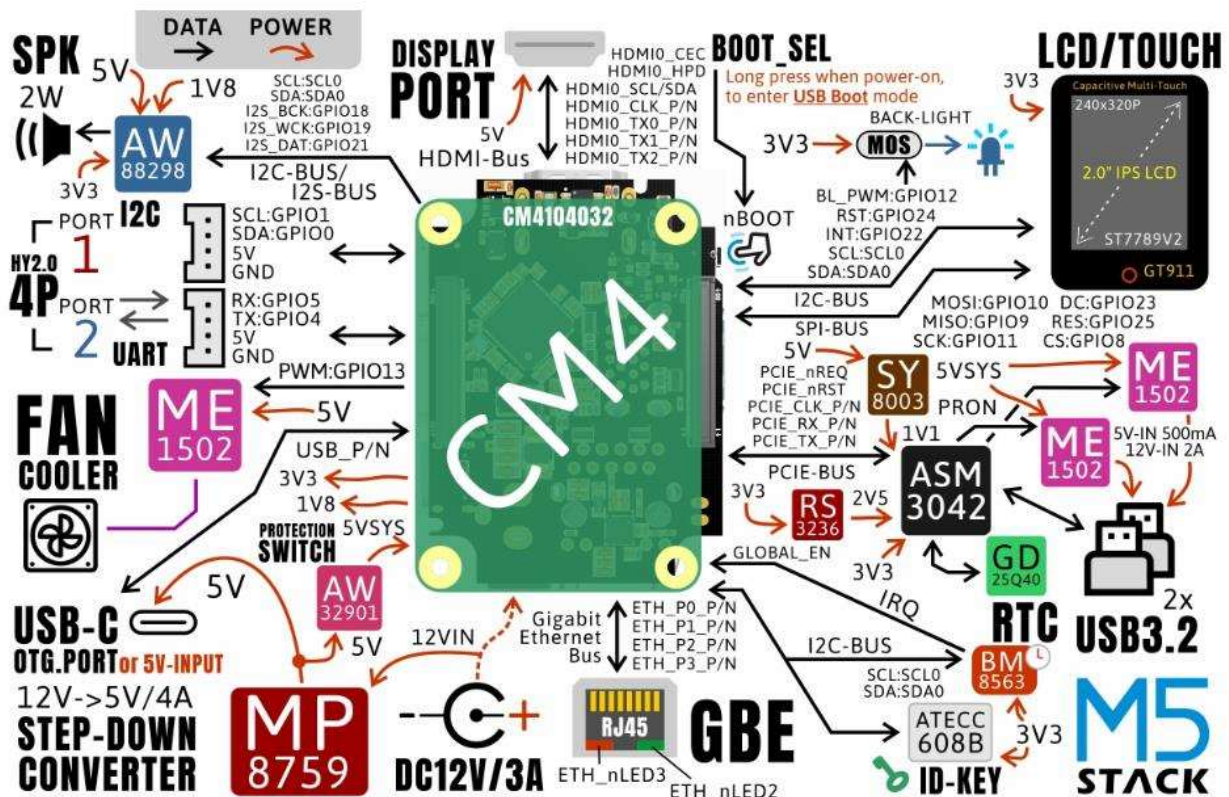 DATA POWER
SPK
2W
5V
1V8
3V3
AW
88298
SCL:SCL0
SDA:SDA0
I2S_BCK:GPIO18
I2S_WCK:GPIO19
I2S_DAT:GPIO21
I2C-BUS/
I2S-BUS
DISPLAY
PORT
5V
HDMI-Bus
HDMI0_CEC
HDMI0_HPD
HDMI0_SCL/SDA
HDMI0_CLK_P/N
HDMI0_TX0_P/N
HDMI0_TX1_P/N
HDMI0_TX2_P/N
BOOT_SEL
Long press when power-on,
to enter USB Boot mode
nBOOT
3V3
MOS
BACK-LIGHT
LCD/TOUCH
3V3
Capacitive Multi-Touch
240x320P
2.0" IPS LCD
ST7789V2
GT911
BL_PWM:GPIO12
RST:GPIO24
INT:GPIO22
SCL:SCL0
SDA:SDA0
I2C-BUS
SPI-BUS
MOSI:GPIO10 DC:GPIO23
MISO:GPIO9 RES:GPIO25
SCK:GPIO11 CS:GPIO8
HY2.0
4P
PORT
1
I2C
SCL:GPIO1
SDA:GPIO0
5V
GND
PORT
2
UART
RX:GPIO5
TX:GPIO4
5V
GND
CM4104032
CM4
FAN
COOLER
ME
1502
PWM:GPIO13
5V
USB_P/N
3V3
1V8
5VSYS
PROTECTION
SWITCH
AW
32901
5V
5V
USB-C
OTG.PORT or 5V-INPUT
12V->5V/4A
STEP-DOWN
CONVERTER
MP
8759
12VIN
DC12V/3A
Gigabit
Ethernet
Bus
ETH_P0_P/N
ETH_P1_P/N
ETH_P2_P/N
ETH_P3_P/N
RJ45
GBE
ETH_nLED3
ETH_nLED2
5V
SY
8003
1V1
PCIE_nREQ
PCIE_nRST
PCIE_CLK_P/N
PCIE_RX_P/N
PCIE_TX_P/N
PCIE-BUS
5VSYS
PRON
ME
1502
ME
1502
5V-IN 500mA
12V-IN 2A
3V3
RS
3236
2V5
ASM
3042
3V3
GD
25Q40
2x
USB3.2
GLOBAL_EN
IRQ
RTC
BM
8563
I2C-BUS
SCL:SCL0
SDA:SDA0
3V3
ATECC
608B
ID-KEY
M5
STACK